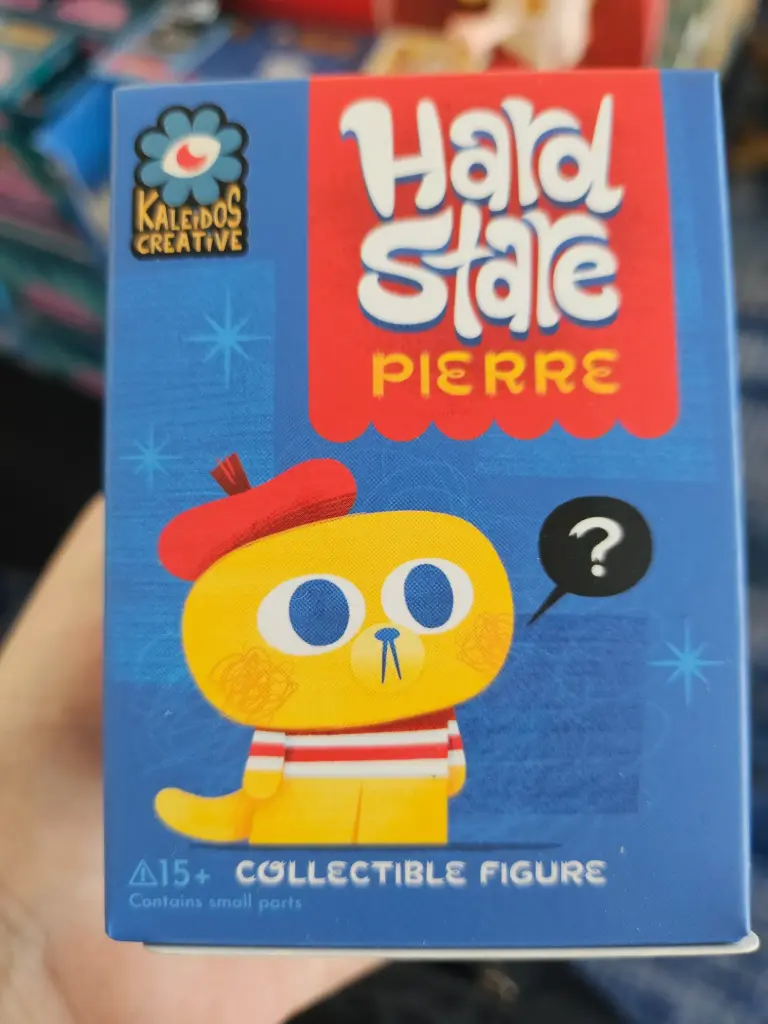 KALEIDOS
CREATIVE
Hard
Stare
PIERRE
?
⚠15+
COLLECTIBLE FIGURE
Contains small parts